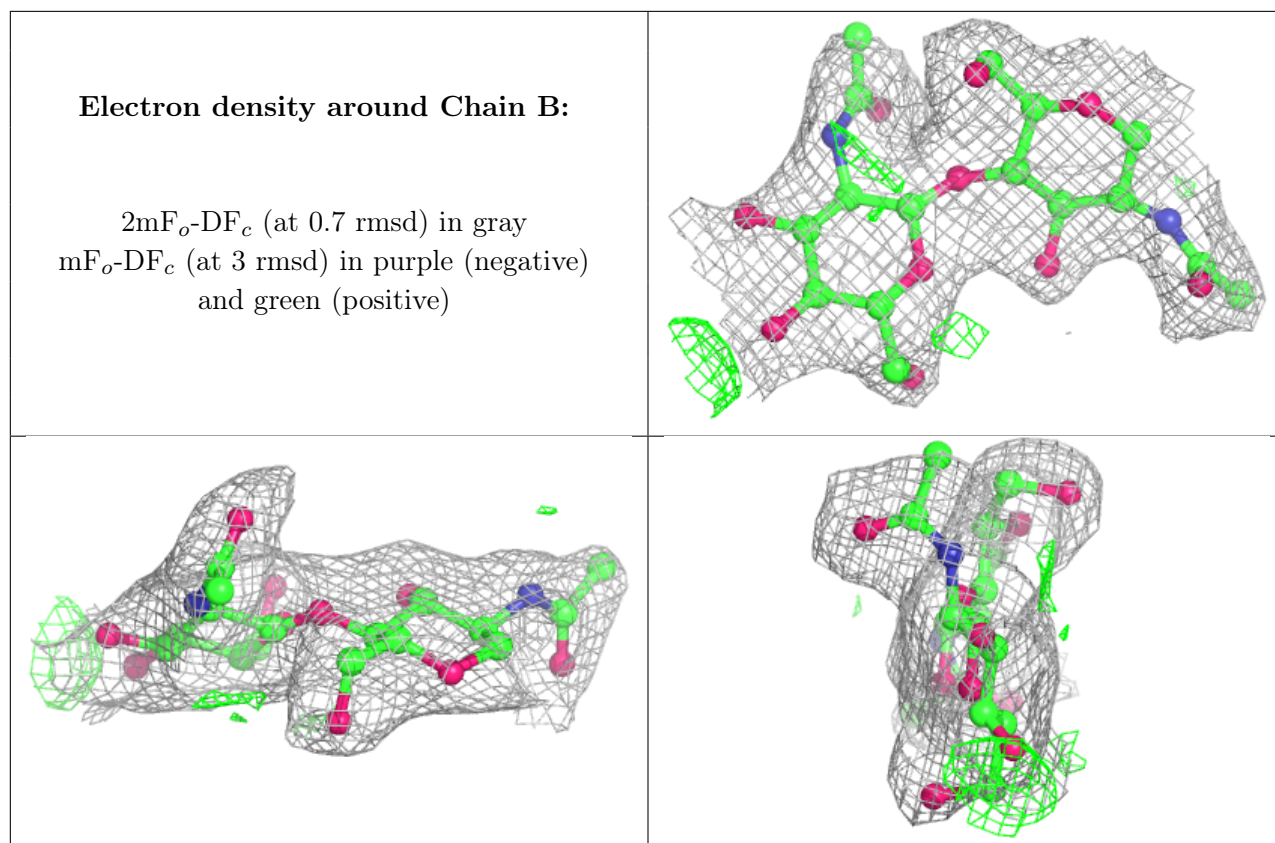 Electron density around Chain B:
2mFo-DFc (at 0.7 rmsd) in gray
mFo-DFc (at 3 rmsd) in purple (negative)
and green (positive)